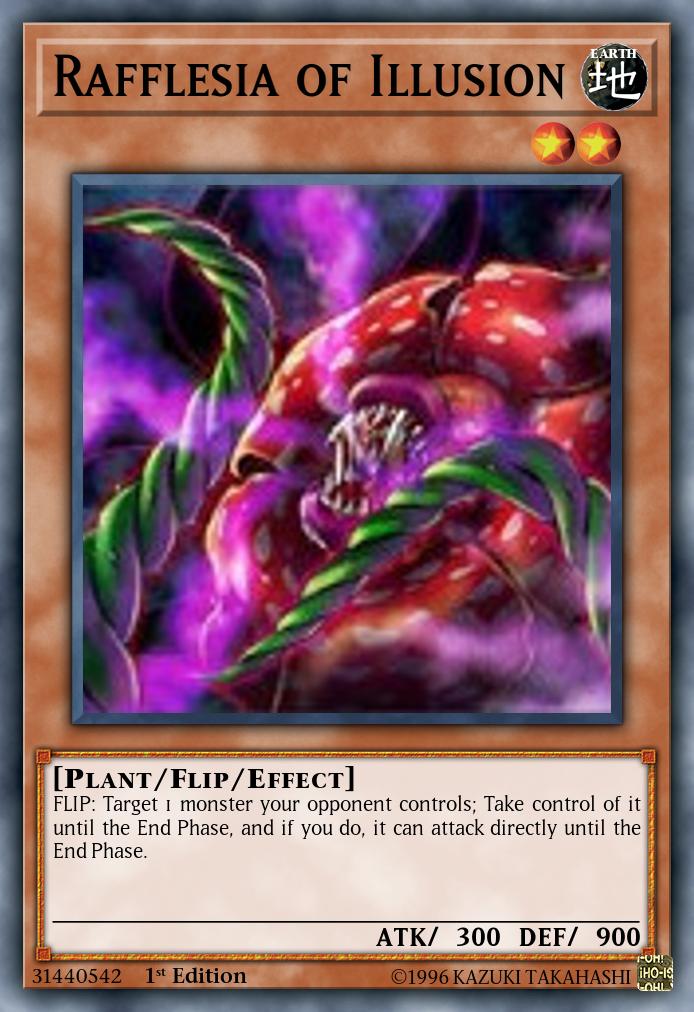 Rafflesia of Illusion
EARTH
地
[Plant/Flip/Effect]
FLIP: Target 1 monster your opponent controls; Take control of it
until the End Phase, and if you do, it can attack directly until the
End Phase.
ATK/ 300 DEF/ 900
31440542 1st Edition ©1996 KAZUKI TAKAHASHI